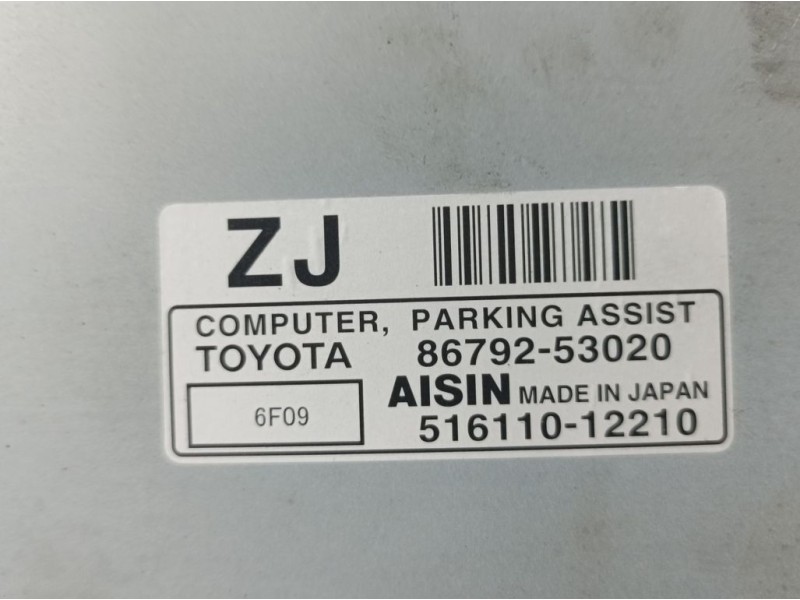 ZJ
COMPUTER, PARKING ASSIST
TOYOTA 86792-53020
AISIN MADE IN JAPAN
6F09
516110-12210